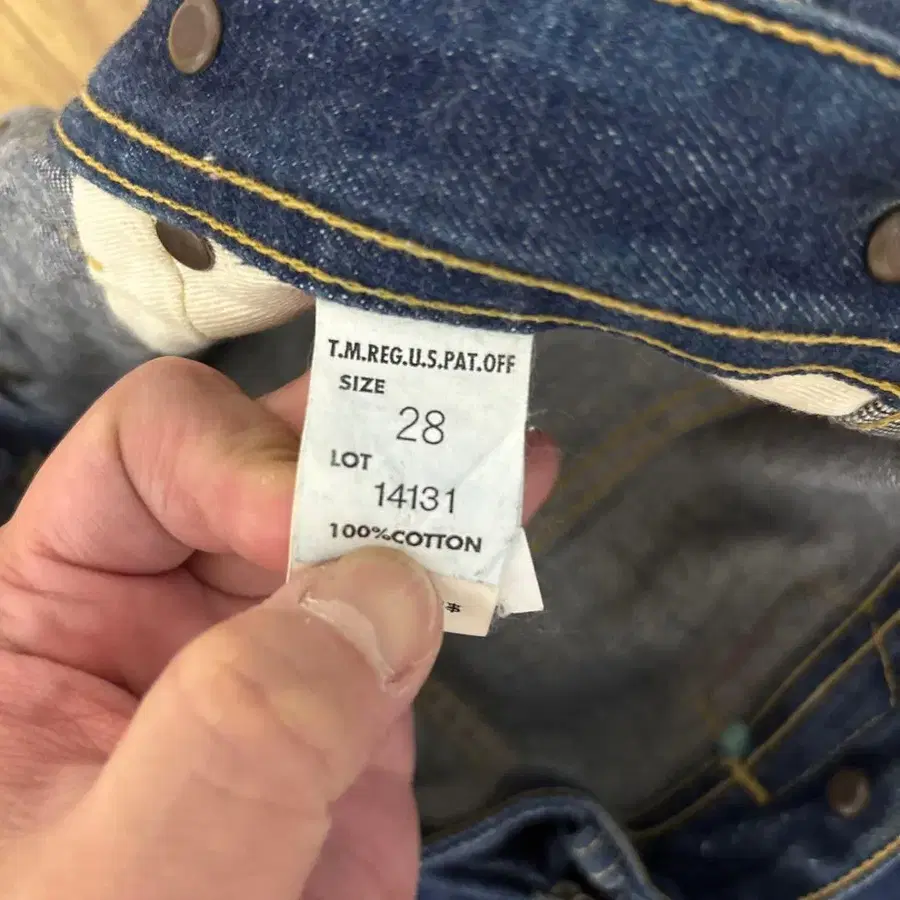 T.M.REG.U.S.PAT.OFF
SIZE
28
LOT
14131
100%COTTON